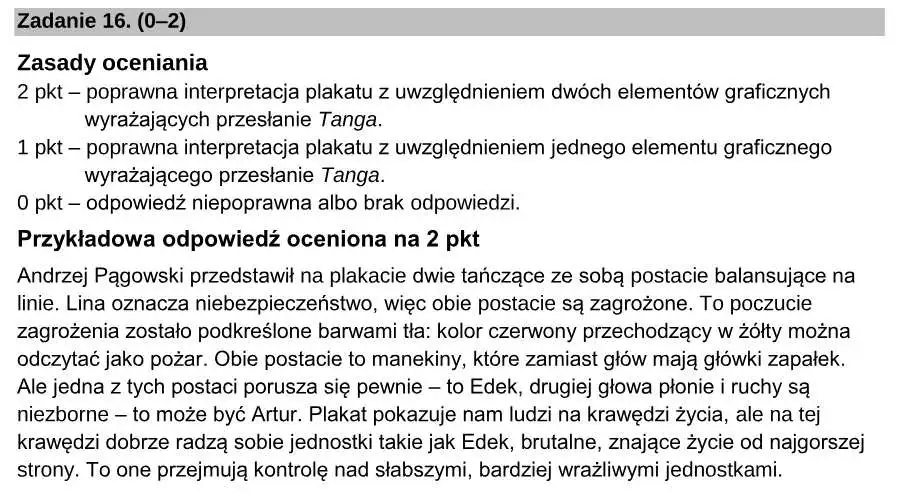 Zadanie 16. (0–2)
Zasady oceniania
2 pkt – poprawna interpretacja plakatu z uwzględnieniem dwóch elementów graficznych
wyrażających przesłanie Tanga.
1 pkt – poprawna interpretacja plakatu z uwzględnieniem jednego elementu graficznego
wyrażającego przesłanie Tanga.
0 pkt – odpowiedź niepoprawna albo brak odpowiedzi.
Przykładowa odpowiedź oceniona na 2 pkt
Andrzej Pągowski przedstawił na plakacie dwie tańczące ze sobą postacie balansujące na
linie. Lina oznacza niebezpieczeństwo, więc obie postacie są zagrożone. To poczucie
zagrożenia zostało podkreślone barwami tła: kolor czerwony przechodzący w żółty można
odczytać jako pożar. Obie postacie to manekiny, które zamiast głów mają główki zapałek.
Ale jedna z tych postaci porusza się pewnie – to Edek, drugiej głowa płonie i ruchy są
niezborne – to może być Artur. Plakat pokazuje nam ludzi na krawędzi życia, ale na tej
krawędzi dobrze radzą sobie jednostki takie jak Edek, brutalne, znające życie od najgorszej
strony. To one przejmują kontrolę nad słabszymi, bardziej wrażliwymi jednostkami.